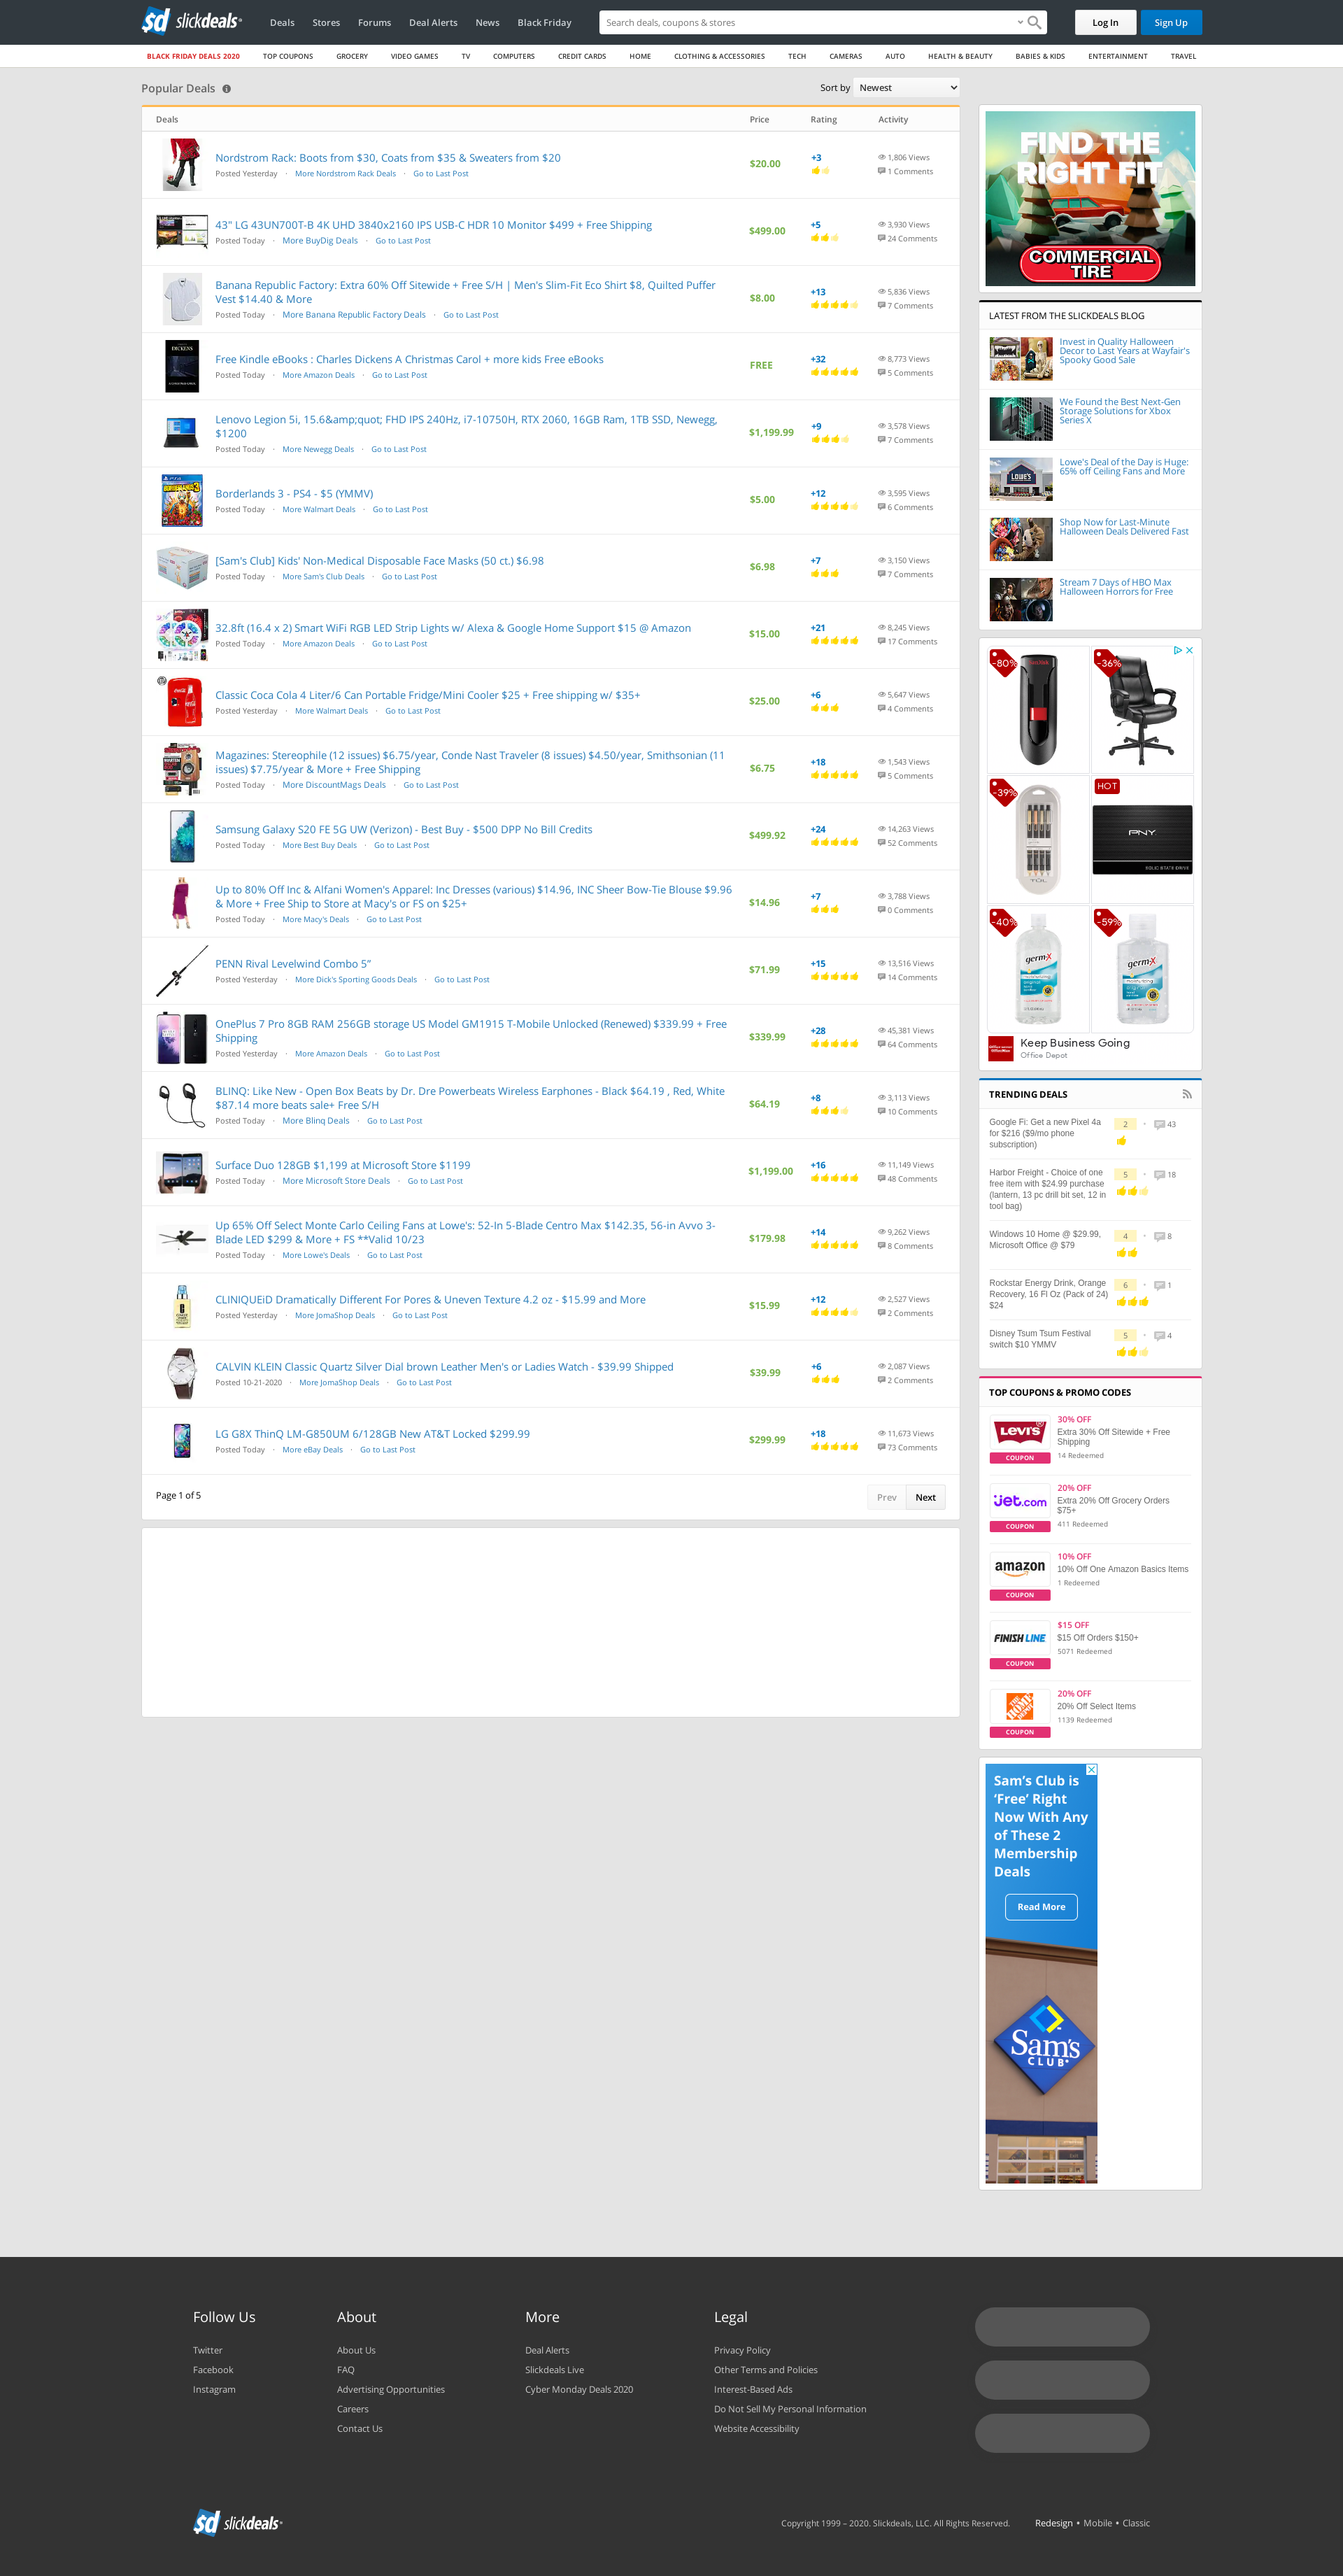 slickdeals
Deals Stores Forums Deal Alerts News Black Friday
Search deals, coupons & stores
Log In
Sign Up
BLACK FRIDAY DEALS 2020 TOP COUPONS GROCERY VIDEO GAMES TV COMPUTERS CREDIT CARDS HOME CLOTHING & ACCESSORIES TECH CAMERAS AUTO HEALTH & BEAUTY BABIES & KIDS ENTERTAINMENT TRAVEL
Popular Deals
Sort by Newest
Deals Price Rating Activity
Nordstrom Rack: Boots from $30, Coats from $35 & Sweaters from $20
Posted Yesterday · More Nordstrom Rack Deals · Go to Last Post
$20.00
+3
1,806 Views
1 Comments
43" LG 43UN700T-B 4K UHD 3840x2160 IPS USB-C HDR 10 Monitor $499 + Free Shipping
Posted Today · More BuyDig Deals · Go to Last Post
$499.00
+5
3,930 Views
24 Comments
Banana Republic Factory: Extra 60% Off Sitewide + Free S/H | Men's Slim-Fit Eco Shirt $8, Quilted Puffer
Vest $14.40 & More
Posted Today · More Banana Republic Factory Deals · Go to Last Post
$8.00
+13
5,836 Views
7 Comments
Free Kindle eBooks : Charles Dickens A Christmas Carol + more kids Free eBooks
Posted Today · More Amazon Deals · Go to Last Post
FREE
+32
8,773 Views
5 Comments
Lenovo Legion 5i, 15.6&amp;quot; FHD IPS 240Hz, i7-10750H, RTX 2060, 16GB Ram, 1TB SSD, Newegg,
$1200
Posted Today · More Newegg Deals · Go to Last Post
$1,199.99
+9
3,578 Views
7 Comments
Borderlands 3 - PS4 - $5 (YMMV)
Posted Today · More Walmart Deals · Go to Last Post
$5.00
+12
3,595 Views
6 Comments
[Sam's Club] Kids' Non-Medical Disposable Face Masks (50 ct.) $6.98
Posted Today · More Sam's Club Deals · Go to Last Post
$6.98
+7
3,150 Views
7 Comments
32.8ft (16.4 x 2) Smart WiFi RGB LED Strip Lights w/ Alexa & Google Home Support $15 @ Amazon
Posted Today · More Amazon Deals · Go to Last Post
$15.00
+21
8,245 Views
17 Comments
Classic Coca Cola 4 Liter/6 Can Portable Fridge/Mini Cooler $25 + Free shipping w/ $35+
Posted Yesterday · More Walmart Deals · Go to Last Post
$25.00
+6
5,647 Views
4 Comments
Magazines: Stereophile (12 issues) $6.75/year, Conde Nast Traveler (8 issues) $4.50/year, Smithsonian (11
issues) $7.75/year & More + Free Shipping
Posted Today · More DiscountMags Deals · Go to Last Post
$6.75
+18
1,543 Views
5 Comments
Samsung Galaxy S20 FE 5G UW (Verizon) - Best Buy - $500 DPP No Bill Credits
Posted Today · More Best Buy Deals · Go to Last Post
$499.92
+24
14,263 Views
52 Comments
Up to 80% Off Inc & Alfani Women's Apparel: Inc Dresses (various) $14.96, INC Sheer Bow-Tie Blouse $9.96
& More + Free Ship to Store at Macy's or FS on $25+
Posted Today · More Macy's Deals · Go to Last Post
$14.96
+7
3,788 Views
0 Comments
PENN Rival Levelwind Combo 5”
Posted Yesterday · More Dick's Sporting Goods Deals · Go to Last Post
$71.99
+15
13,516 Views
14 Comments
OnePlus 7 Pro 8GB RAM 256GB storage US Model GM1915 T-Mobile Unlocked (Renewed) $339.99 + Free
Shipping
Posted Yesterday · More Amazon Deals · Go to Last Post
$339.99
+28
45,381 Views
64 Comments
BLINQ: Like New - Open Box Beats by Dr. Dre Powerbeats Wireless Earphones - Black $64.19 , Red, White
$87.14 more beats sale+ Free S/H
Posted Today · More Blinq Deals · Go to Last Post
$64.19
+8
3,113 Views
10 Comments
Surface Duo 128GB $1,199 at Microsoft Store $1199
Posted Today · More Microsoft Store Deals · Go to Last Post
$1,199.00
+16
11,149 Views
48 Comments
Up 65% Off Select Monte Carlo Ceiling Fans at Lowe's: 52-In 5-Blade Centro Max $142.35, 56-in Avvo 3-
Blade LED $299 & More + FS **Valid 10/23
Posted Today · More Lowe's Deals · Go to Last Post
$179.98
+14
9,262 Views
8 Comments
CLINIQUEiD Dramatically Different For Pores & Uneven Texture 4.2 oz - $15.99 and More
Posted Yesterday · More JomaShop Deals · Go to Last Post
$15.99
+12
2,527 Views
2 Comments
CALVIN KLEIN Classic Quartz Silver Dial brown Leather Men's or Ladies Watch - $39.99 Shipped
Posted 10-21-2020 · More JomaShop Deals · Go to Last Post
$39.99
+6
2,087 Views
2 Comments
LG G8X ThinQ LM-G850UM 6/128GB New AT&T Locked $299.99
Posted Today · More eBay Deals · Go to Last Post
$299.99
+18
11,673 Views
73 Comments
Page 1 of 5
Prev Next
FIND THE
RIGHT FIT
COMMERCIAL
TIRE
LATEST FROM THE SLICKDEALS BLOG
Invest in Quality Halloween
Decor to Last Years at Wayfair's
Spooky Good Sale
We Found the Best Next-Gen
Storage Solutions for Xbox
Series X
Lowe's Deal of the Day is Huge:
65% off Ceiling Fans and More
Shop Now for Last-Minute
Halloween Deals Delivered Fast
Stream 7 Days of HBO Max
Halloween Horrors for Free
-80%
-36%
-39%
HOT
PNY
TUL
-40%
-59%
germ-x
germ-x
Keep Business Going
Office Depot
TRENDING DEALS
Google Fi: Get a new Pixel 4a
for $216 ($9/mo phone
subscription)
2 · 43
Harbor Freight - Choice of one
free item with $24.99 purchase
(lantern, 13 pc drill bit set, 12 in
tool bag)
5 · 18
Windows 10 Home @ $29.99,
Microsoft Office @ $79
4 · 8
Rockstar Energy Drink, Orange
Recovery, 16 Fl Oz (Pack of 24)
$24
6 · 1
Disney Tsum Tsum Festival
switch $10 YMMV
5 · 4
TOP COUPONS & PROMO CODES
LEVI'S
COUPON
30% OFF
Extra 30% Off Sitewide + Free
Shipping
14 Redeemed
jet.com
COUPON
20% OFF
Extra 20% Off Grocery Orders
$75+
411 Redeemed
amazon
COUPON
10% OFF
10% Off One Amazon Basics Items
1 Redeemed
FINISH LINE
COUPON
$15 OFF
$15 Off Orders $150+
5071 Redeemed
THE HOME DEPOT
COUPON
20% OFF
20% Off Select Items
1139 Redeemed
Sam's Club is
'Free' Right
Now With Any
of These 2
Membership
Deals
Read More
Sam's
CLUB
Follow Us
Twitter
Facebook
Instagram
About
About Us
FAQ
Advertising Opportunities
Careers
Contact Us
More
Deal Alerts
Slickdeals Live
Cyber Monday Deals 2020
Legal
Privacy Policy
Other Terms and Policies
Interest-Based Ads
Do Not Sell My Personal Information
Website Accessibility
slickdeals
Copyright 1999 – 2020. Slickdeals, LLC. All Rights Reserved.
Redesign • Mobile • Classic